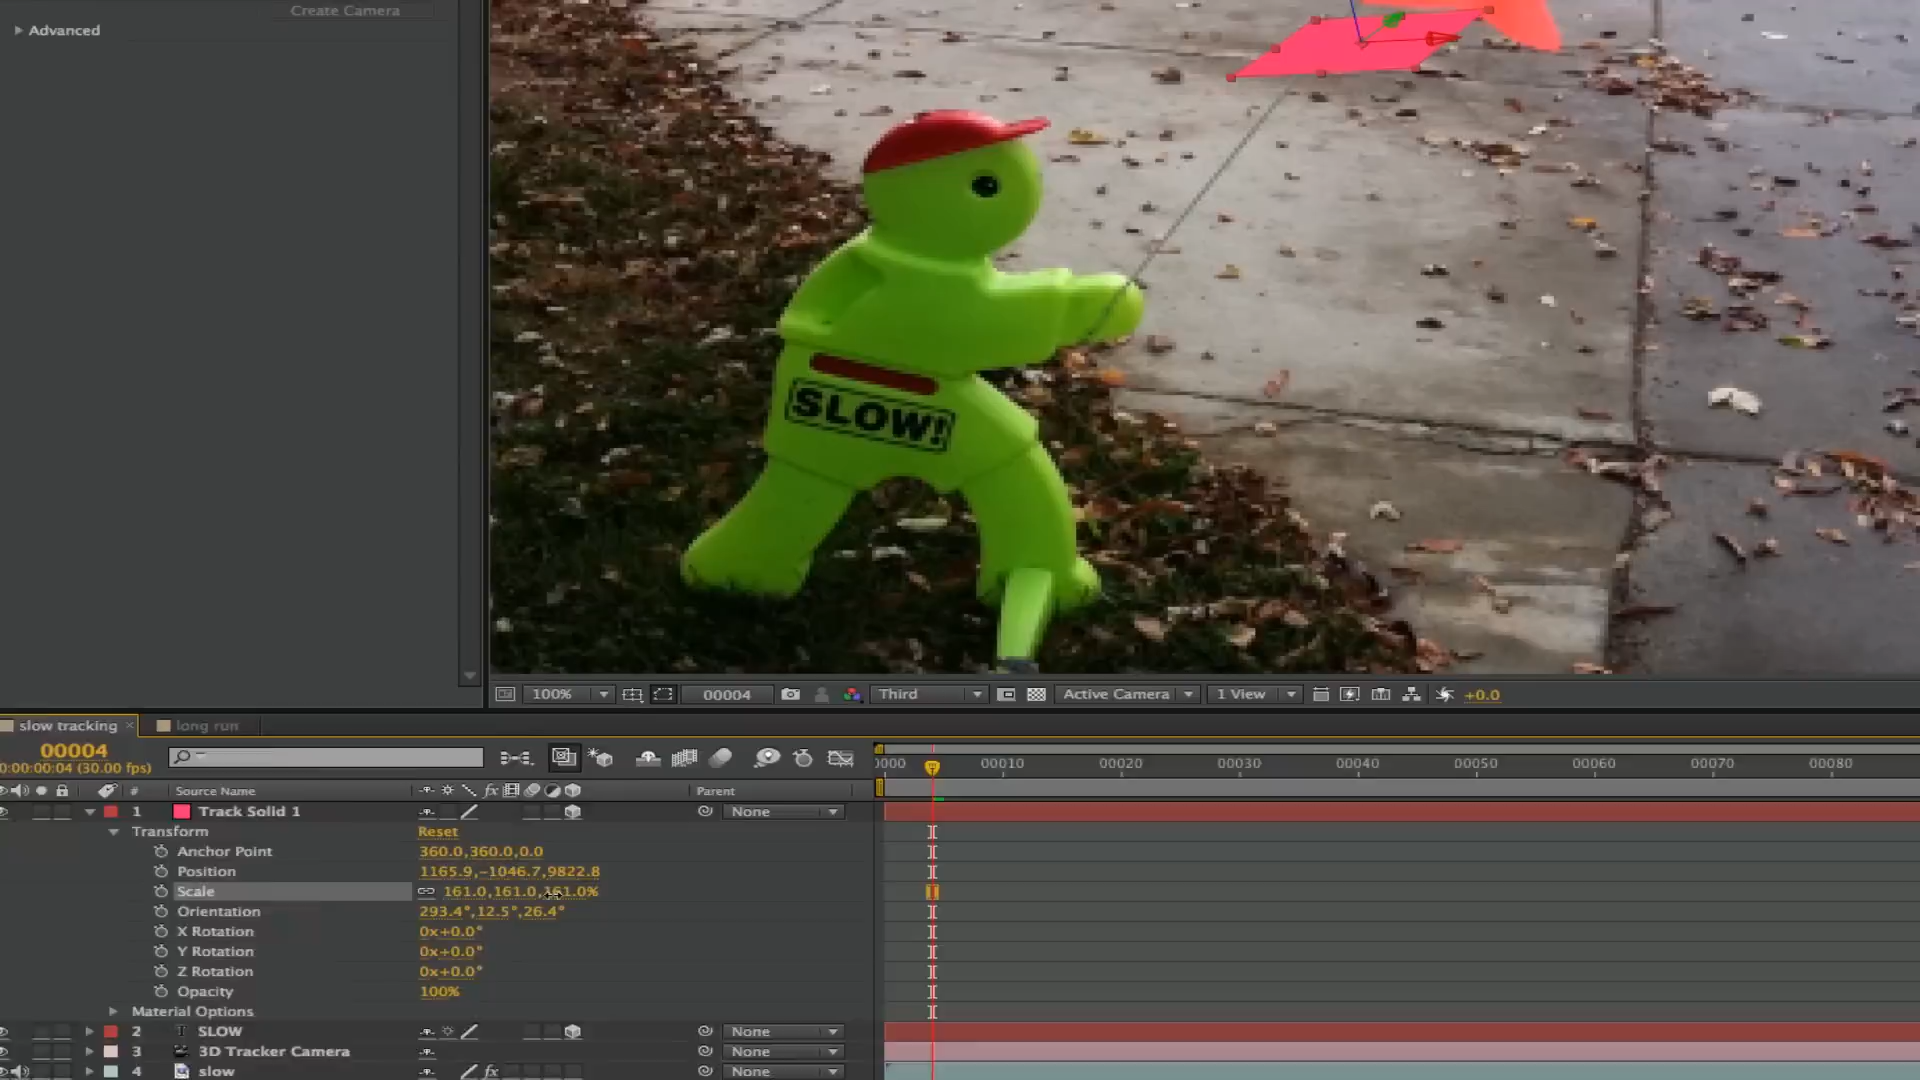 Create Camera
Advanced
SLOW!
100%
00004
Third
Active Camera
1 View
+0.0
slow tracking
long run
00004
0:00:00:04 (30.00 fps)
0000
00010
00020
00030
00040
00050
00060
00070
00080
#
Source Name
fx
Parent
1
Track Solid 1
None
Transform
Reset
Anchor Point
360.0,360.0,0.0
Position
1165.9,-1046.7,9822.8
Scale
161.0,161.0,161.0%
Orientation
293.4°,12.5°,26.4°
X Rotation
0x+0.0°
Y Rotation
0x+0.0°
Z Rotation
0x+0.0°
Opacity
100%
Material Options
2
T
SLOW
None
3
3D Tracker Camera
None
4
slow
fx
None